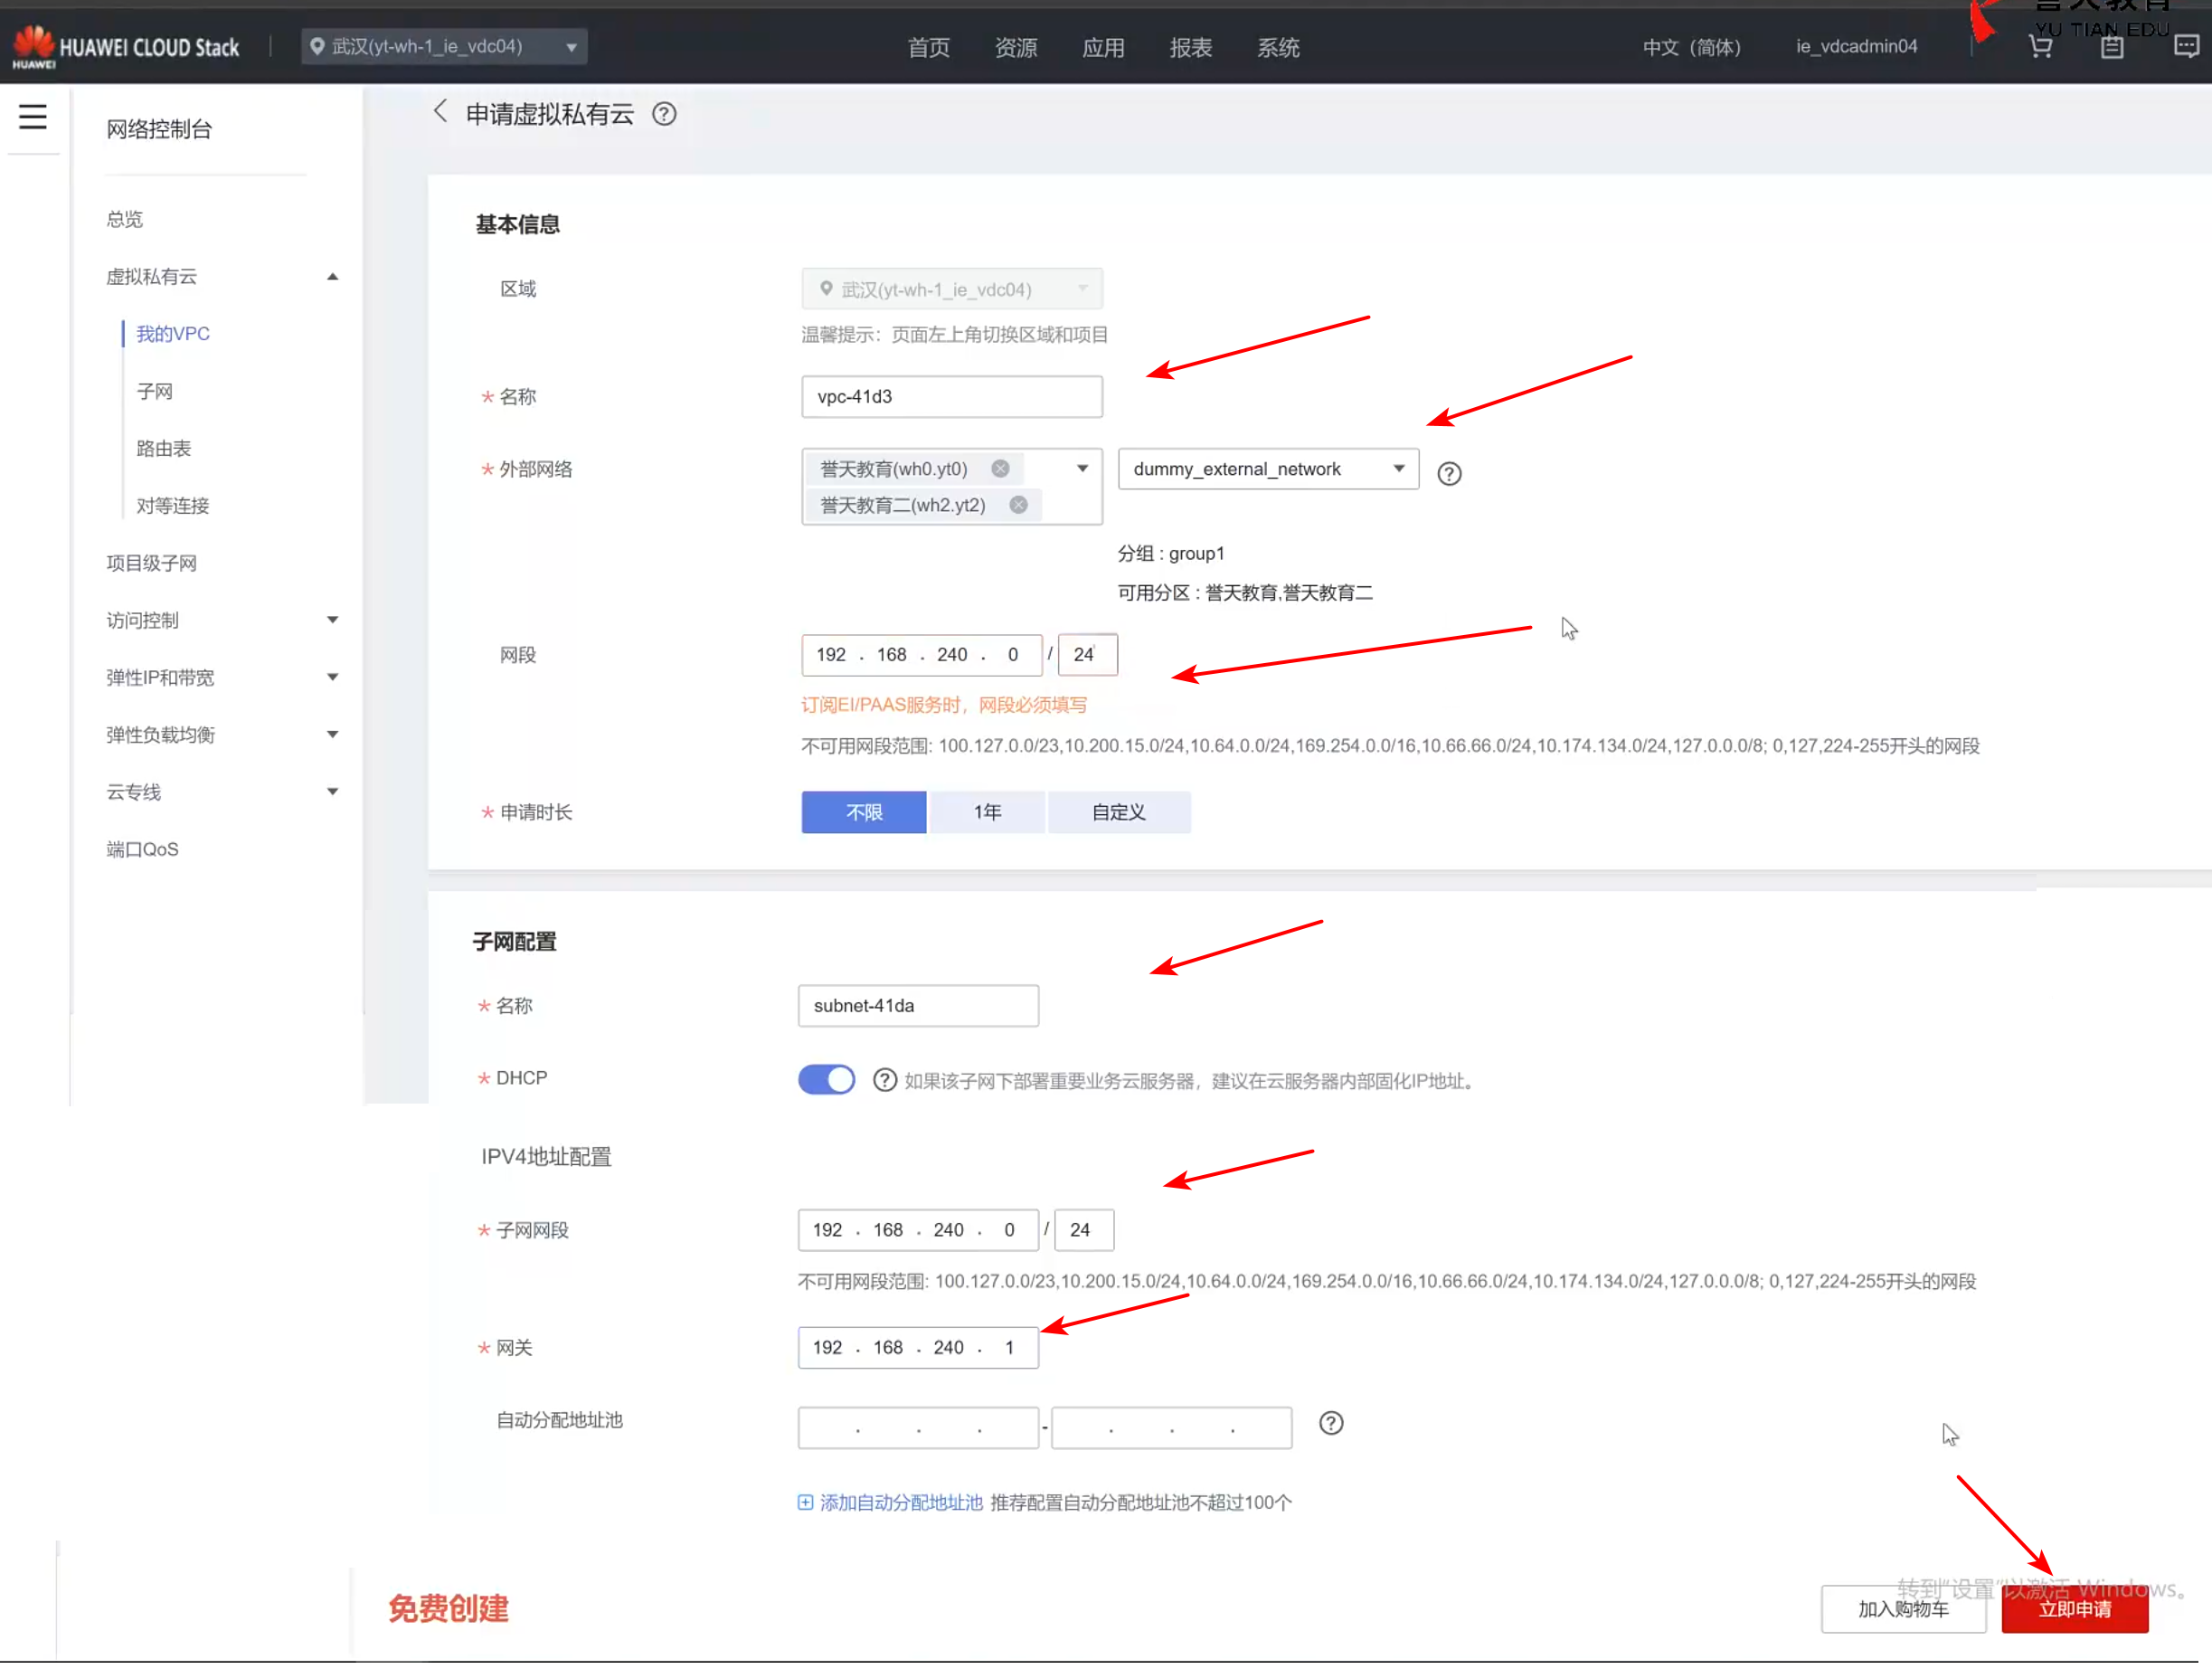 誉天教育
YU TIAN EDU
HUAWEI
HUAWEI CLOUD Stack
武汉(yt-wh-1_ie_vdc04)
首页
资源
应用
报表
系统
中文（简体）
ie_vdcadmin04
网络控制台
总览
虚拟私有云
我的VPC
子网
路由表
对等连接
项目级子网
访问控制
弹性IP和带宽
弹性负载均衡
云专线
端口QoS
申请虚拟私有云
基本信息
区域
武汉(yt-wh-1_ie_vdc04)
温馨提示：页面左上角切换区域和项目
* 名称
vpc-41d3
* 外部网络
誉天教育(wh0.yt0)
誉天教育二(wh2.yt2)
dummy_external_network
分组 : group1
可用分区 : 誉天教育,誉天教育二
网段
192 . 168 . 240 . 0 / 24
订阅EI/PAAS服务时，网段必须填写
不可用网段范围: 100.127.0.0/23,10.200.15.0/24,10.64.0.0/24,169.254.0.0/16,10.66.66.0/24,10.174.134.0/24,127.0.0.0/8; 0,127,224-255开头的网段
* 申请时长
不限
1年
自定义
子网配置
* 名称
subnet-41da
* DHCP
如果该子网下部署重要业务云服务器，建议在云服务器内部固化IP地址。
IPV4地址配置
* 子网网段
192 . 168 . 240 . 0 / 24
不可用网段范围: 100.127.0.0/23,10.200.15.0/24,10.64.0.0/24,169.254.0.0/16,10.66.66.0/24,10.174.134.0/24,127.0.0.0/8; 0,127,224-255开头的网段
* 网关
192 . 168 . 240 . 1
自动分配地址池
. . . - . . .
添加自动分配地址池 推荐配置自动分配地址池不超过100个
免费创建
转到"设置"以激活 Windows。
加入购物车
立即申请